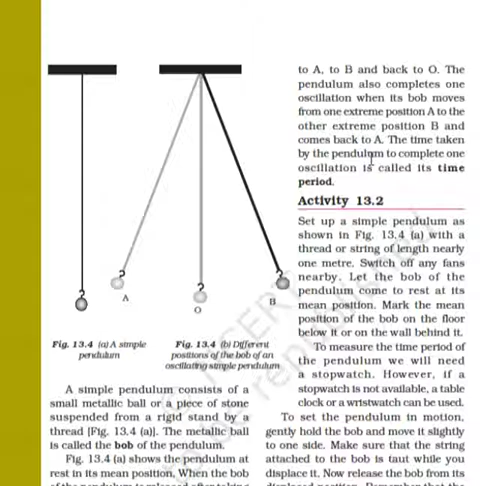 A
O
B
Fig. 13.4 (a) A simple
pendulum
Fig. 13.4 (b) Different
positions of the bob of an
oscillating simple pendulum
A simple pendulum consists of a
small metallic ball or a piece of stone
suspended from a rigid stand by a
thread [Fig. 13.4 (a)]. The metallic ball
is called the bob of the pendulum.
Fig. 13.4 (a) shows the pendulum at
rest in its mean position. When the bob
to A, to B and back to O. The
pendulum also completes one
oscillation when its bob moves
from one extreme position A to the
other extreme position B and
comes back to A. The time taken
by the pendulum to complete one
oscillation is called its time
period.
Activity 13.2
Set up a simple pendulum as
shown in Fig. 13.4 (a) with a
thread or string of length nearly
one metre. Switch off any fans
nearby. Let the bob of the
pendulum come to rest at its
mean position. Mark the mean
position of the bob on the floor
below it or on the wall behind it.
To measure the time period of
the pendulum we will need
a stopwatch. However, if a
stopwatch is not available, a table
clock or a wristwatch can be used.
To set the pendulum in motion,
gently hold the bob and move it slightly
to one side. Make sure that the string
attached to the bob is taut while you
displace it. Now release the bob from its